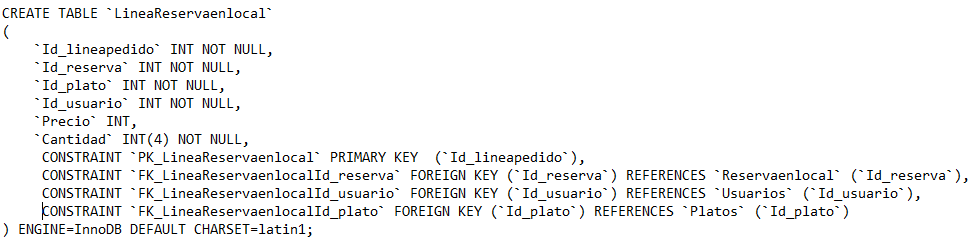 CREATE TABLE `LineaReservaenlocal`
(
    `Id_lineapedido` INT NOT NULL,
    `Id_reserva` INT NOT NULL,
    `Id_plato` INT NOT NULL,
    `Id_usuario` INT NOT NULL,
    `Precio` INT,
    `Cantidad` INT(4) NOT NULL,
     CONSTRAINT `PK_LineaReservaenlocal` PRIMARY KEY  (`Id_lineapedido`),
     CONSTRAINT `FK_LineaReservaenlocalId_reserva` FOREIGN KEY (`Id_reserva`) REFERENCES `Reservaenlocal` (`Id_reserva`),
     CONSTRAINT `FK_LineaReservaenlocalId_usuario` FOREIGN KEY (`Id_usuario`) REFERENCES `Usuarios` (`Id_usuario`),
     CONSTRAINT `FK_LineaReservaenlocalId_plato` FOREIGN KEY (`Id_plato`) REFERENCES `Platos` (`Id_plato`)
) ENGINE=InnoDB DEFAULT CHARSET=latin1;